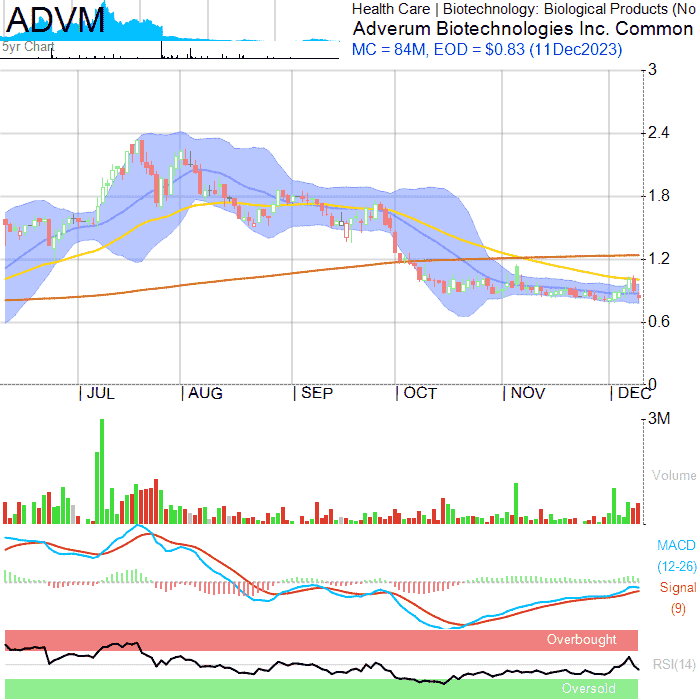 ADVM
5yr Chart
Health Care | Biotechnology: Biological Products (No
Adverum Biotechnologies Inc. Common
MC = 84M, EOD = $0.83 (11Dec2023)
3
2.4
1.8
1.2
0.6
0
| JUL | AUG | SEP | OCT | NOV | DEC
3M
Volume
MACD
(12-26)
Signal
(9)
Overbought
RSI(14)
Oversold